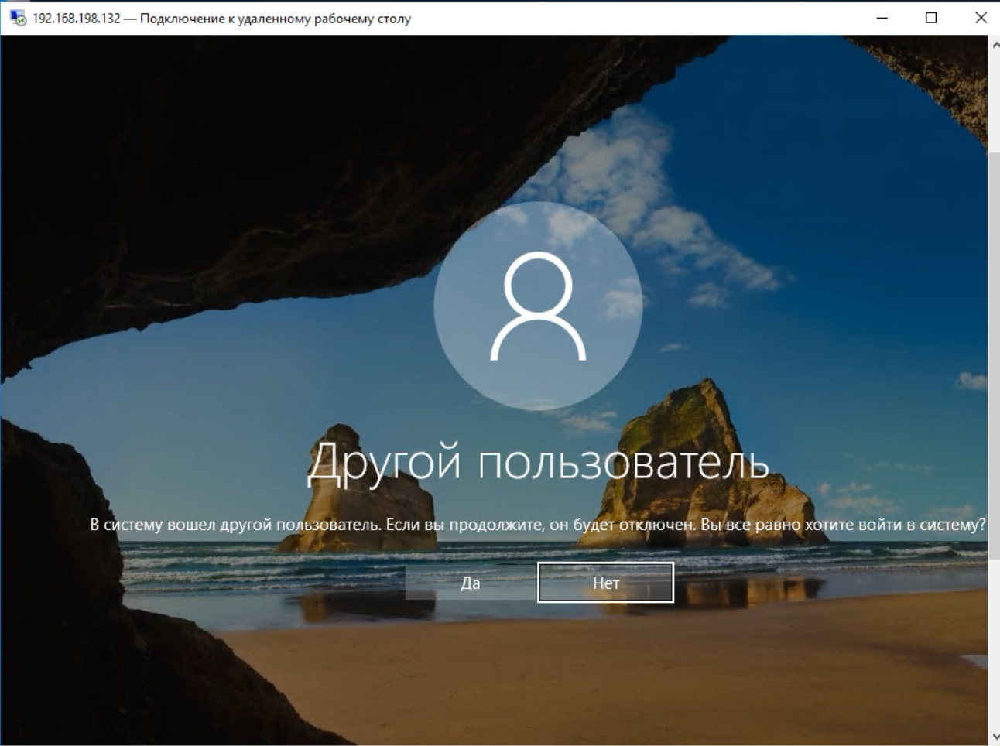 192.168.198.132 — Подключение к удаленному рабочему столу
Другой пользователь
В систему вошел другой пользователь. Если вы продолжите, он будет отключен. Вы все равно хотите войти в систему?
Да
Нет